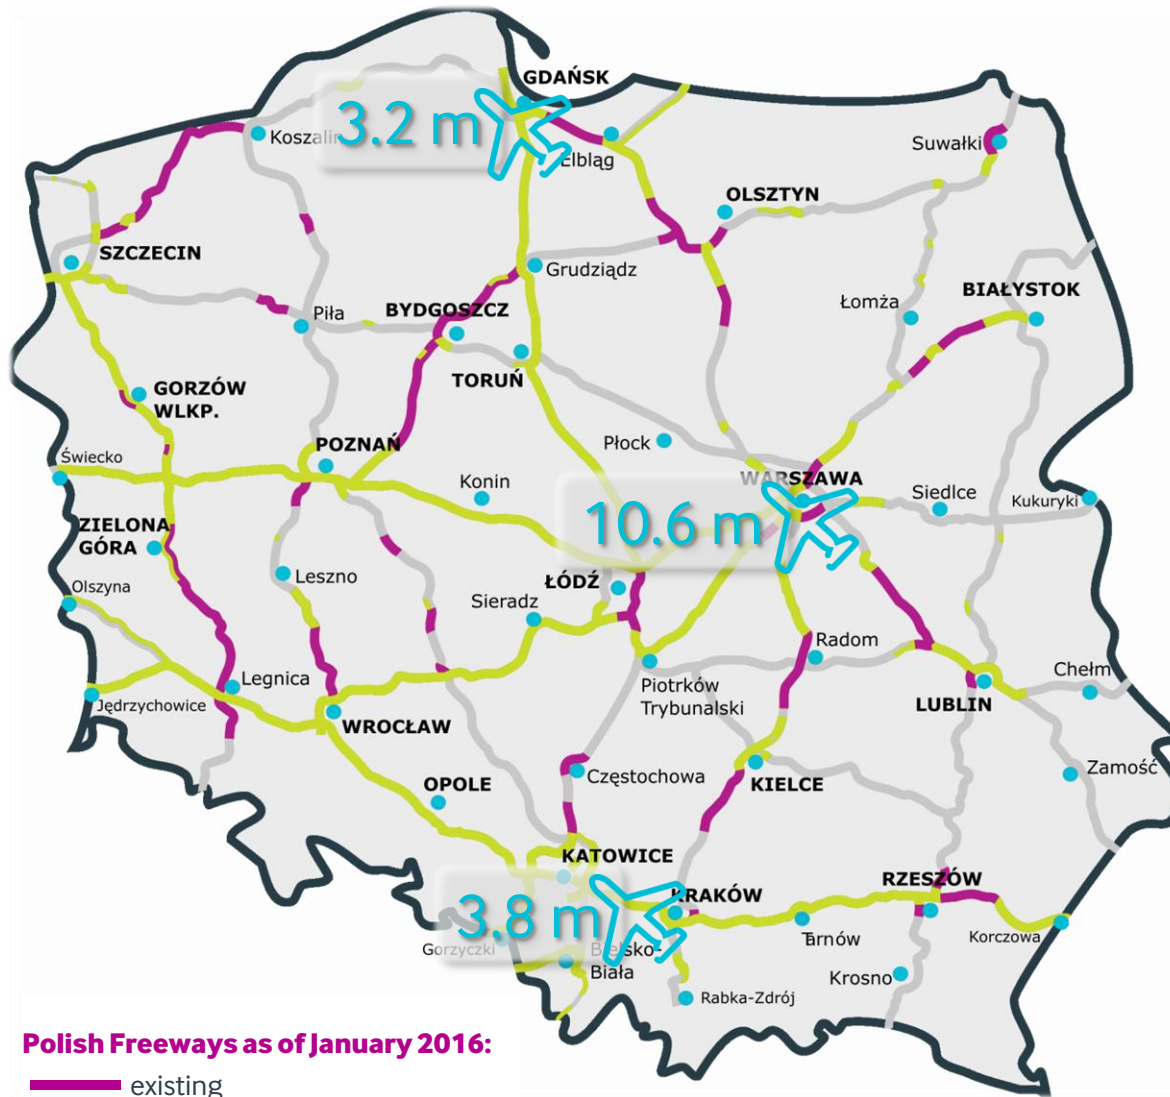 GDAŃSK
3.2 m
Koszalin
Elbląg
Suwałki
OLSZTYN
SZCZECIN
Grudziądz
BYDGOSZCZ
Piła
Łomża
BIAŁYSTOK
TORUŃ
GORZÓW
WLKP.
POZNAŃ
Płock
Świecko
Konin
WARSZAWA
Siedlce
Kukuryki
10.6 m
ZIELONA
GÓRA
Leszno
ŁÓDŹ
Olszyna
Sieradz
Radom
Chełm
Legnica
Piotrków
Trybunalski
Jędrzychowice
LUBLIN
WROCŁAW
Zamość
Częstochowa
OPOLE
KIELCE
KATOWICE
RZESZÓW
KRAKÓW
3.8 m
Gorzyczki
Bielsko-
Biała
Tarnów
Korczowa
Krosno
Rabka-Zdrój
Polish Freeways as of January 2016:
existing